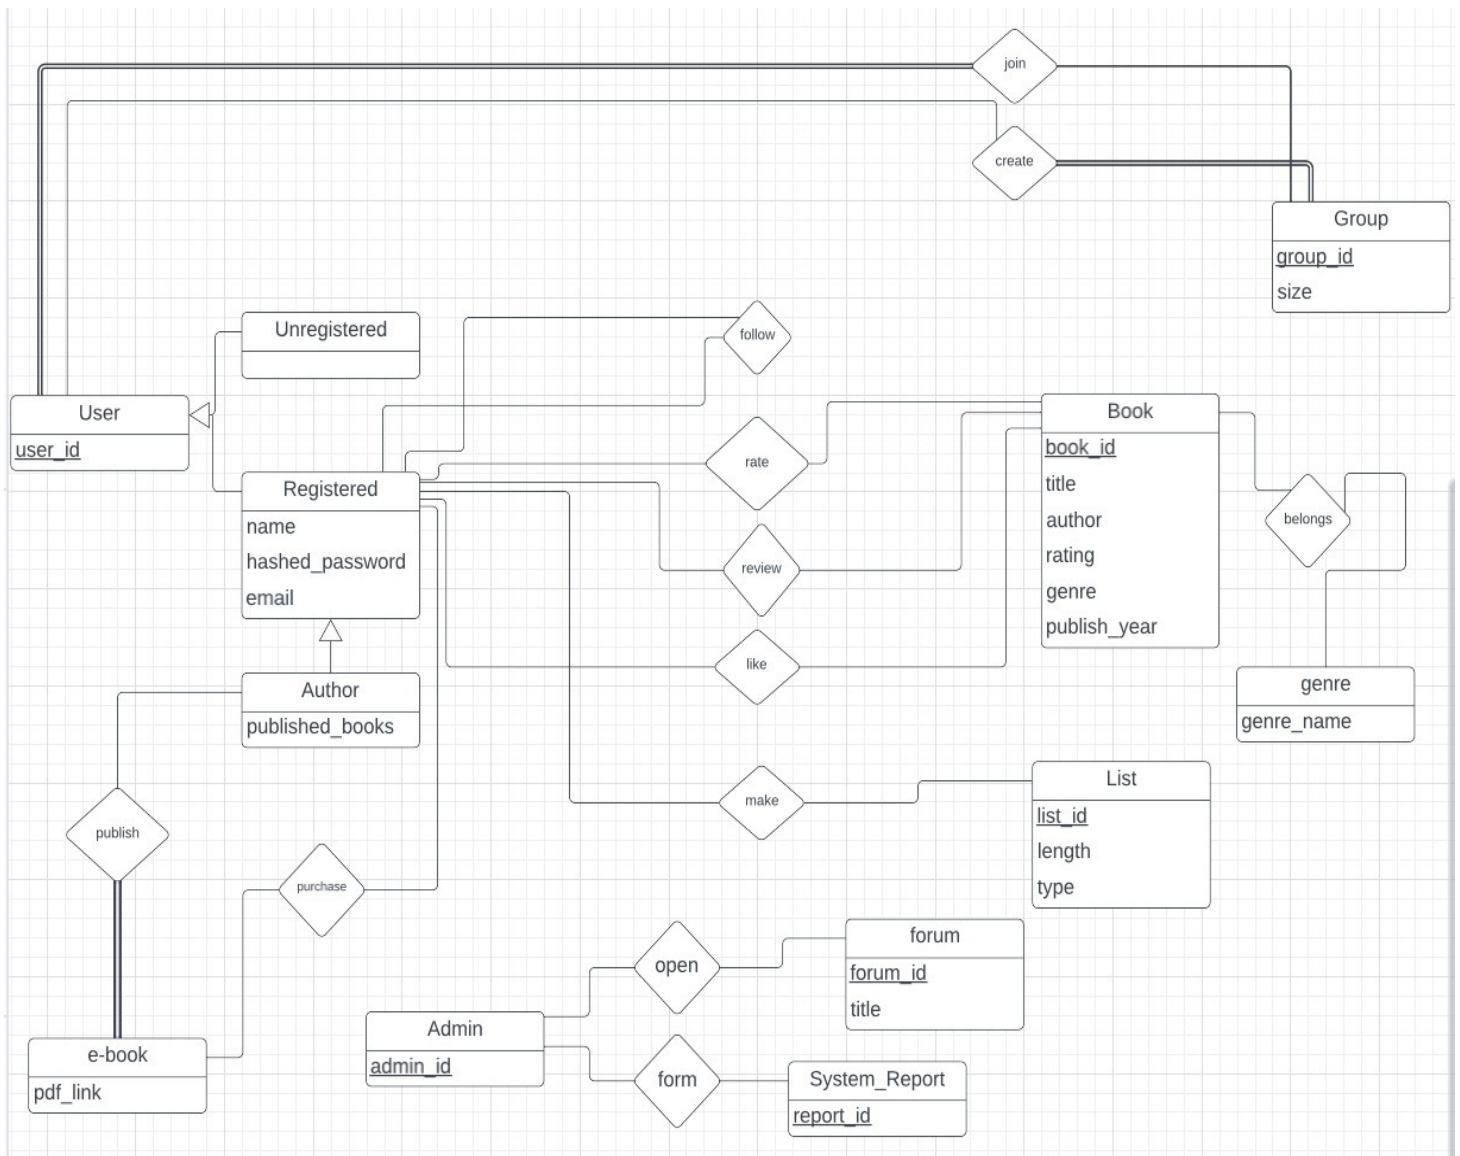 join
create
Group
group_id
size
Unregistered
follow
User
user_id
Book
book_id
title
author
rating
genre
publish_year
rate
Registered
name
hashed_password
email
belongs
review
like
Author
published_books
genre
genre_name
make
List
list_id
length
type
publish
purchase
open
forum
forum_id
title
Admin
admin_id
e-book
pdf_link
form
System_Report
report_id